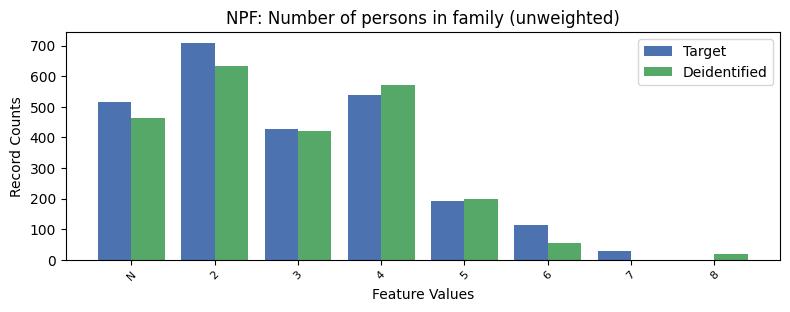 NPF: Number of persons in family (unweighted)
Target
Deidentified
Record Counts
700
600
500
400
300
200
100
0
N 2 3 4 5 6 7 8
Feature Values